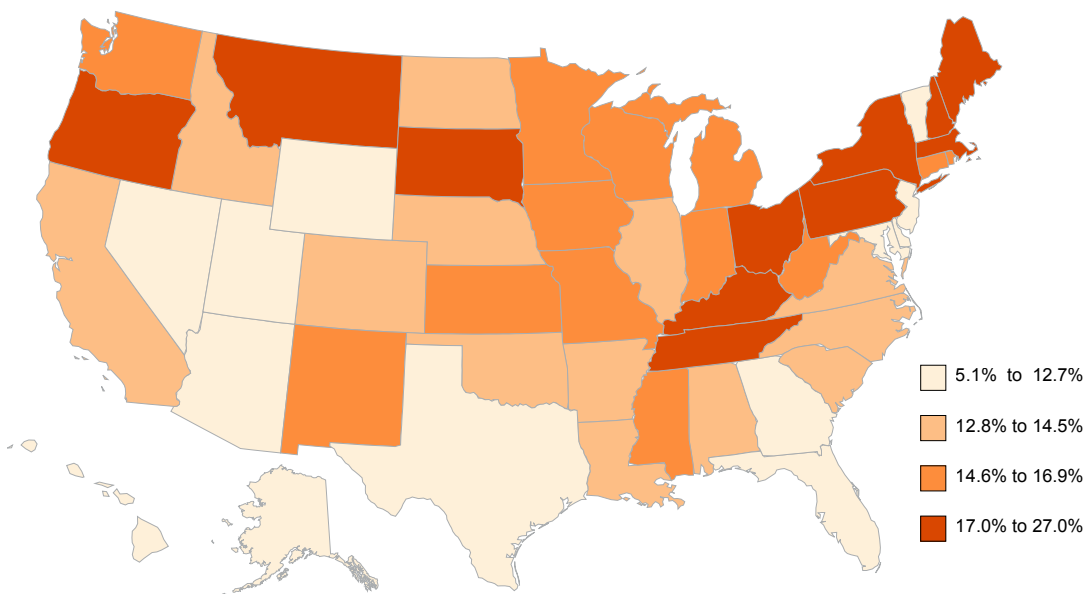 5.1% to 12.7%
12.8% to 14.5%
14.6% to 16.9%
17.0% to 27.0%